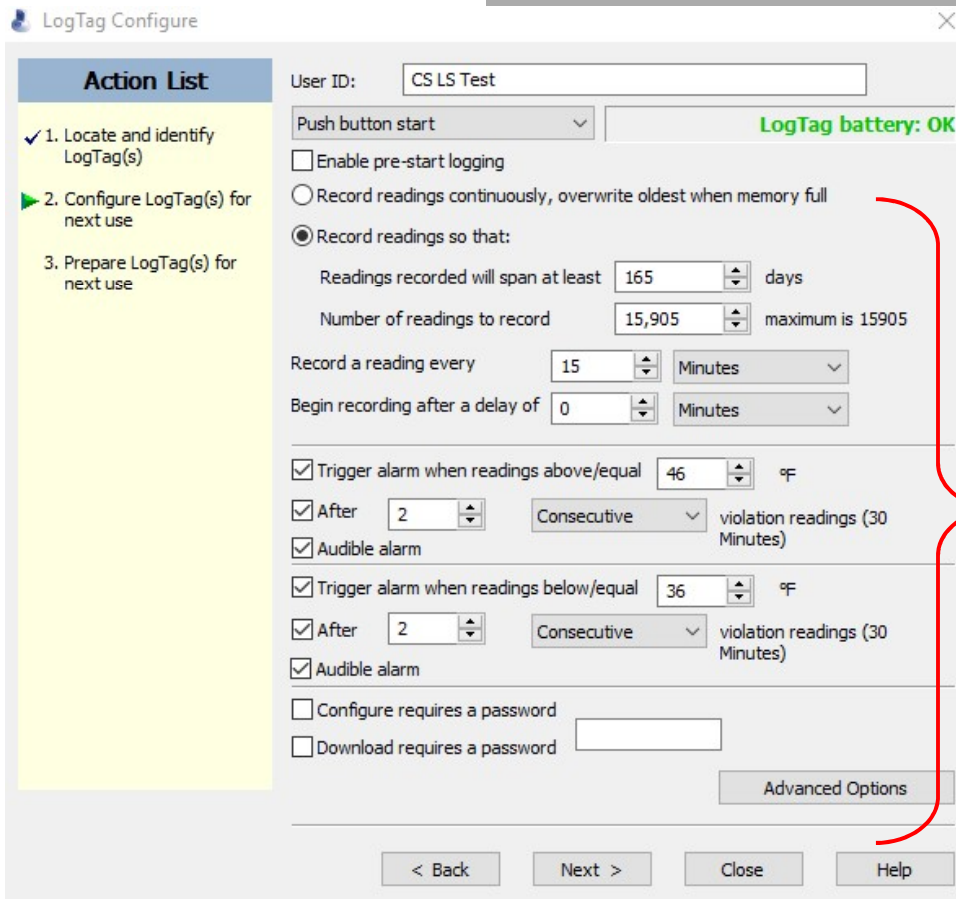 LogTag Configure
Action List
1. Locate and identify
LogTag(s)
2. Configure LogTag(s) for
next use
3. Prepare LogTag(s) for
next use
User ID: CS LS Test
Push button start LogTag battery: OK
Enable pre-start logging
Record readings continuously, overwrite oldest when memory full
Record readings so that:
Readings recorded will span at least 165 days
Number of readings to record 15,905 maximum is 15905
Record a reading every 15 Minutes
Begin recording after a delay of 0 Minutes
Trigger alarm when readings above/equal 46 °F
After 2 Consecutive violation readings (30
Minutes)
Audible alarm
Trigger alarm when readings below/equal 36 °F
After 2 Consecutive violation readings (30
Minutes)
Audible alarm
Configure requires a password
Download requires a password
Advanced Options
< Back Next > Close Help